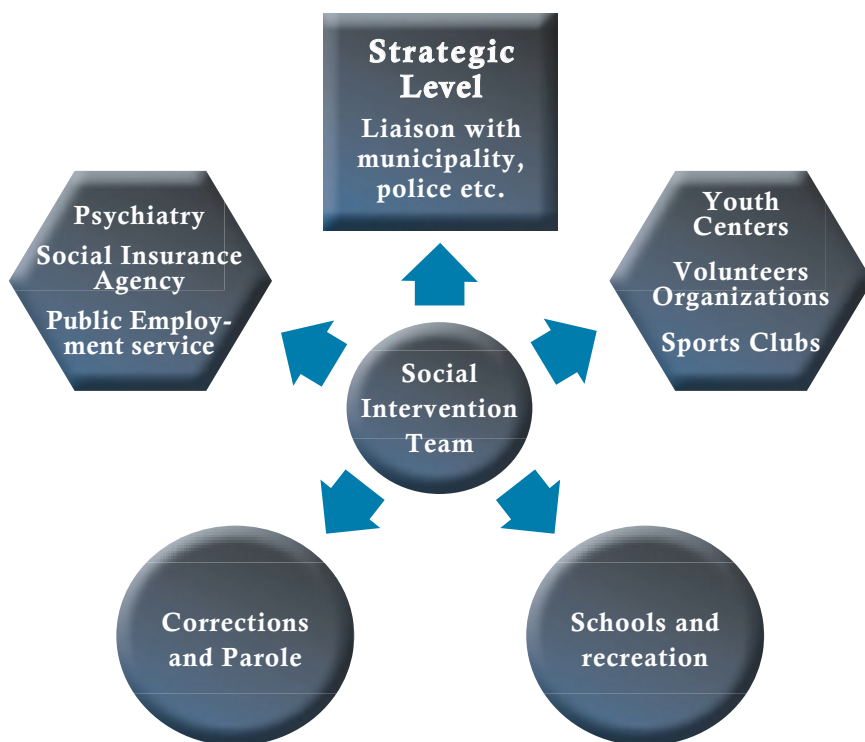 Strategic
Level
Liaison with
municipality,
police etc.
Psychiatry
Social Insurance
Agency
Public Employ-
ment service
Youth
Centers
Volunteers
Organizations
Sports Clubs
Social
Intervention
Team
Corrections
and Parole
Schools and
recreation